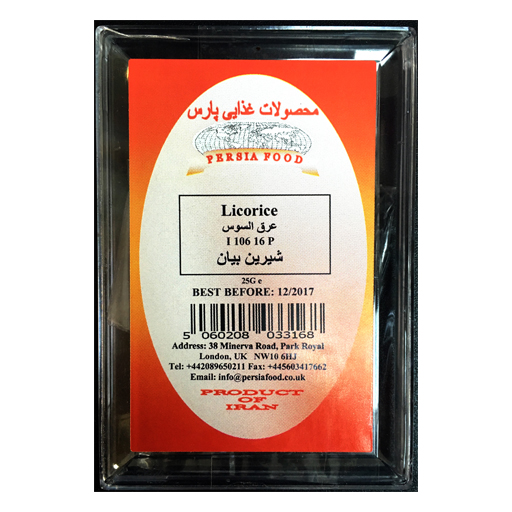 محصولات غذایی پارس
PERSIA FOOD
Licorice
عرق السوس
I 106 16 P
شیرین بیان
25G e
BEST BEFORE: 12/2017
5 060208 033168
Address: 38 Minerva Road, Park Royal
London, UK NW10 6HJ
Tel: +442089650211 Fax: +445603417662
Email: info@persiafood.co.uk
PRODUCT
OF
IRAN